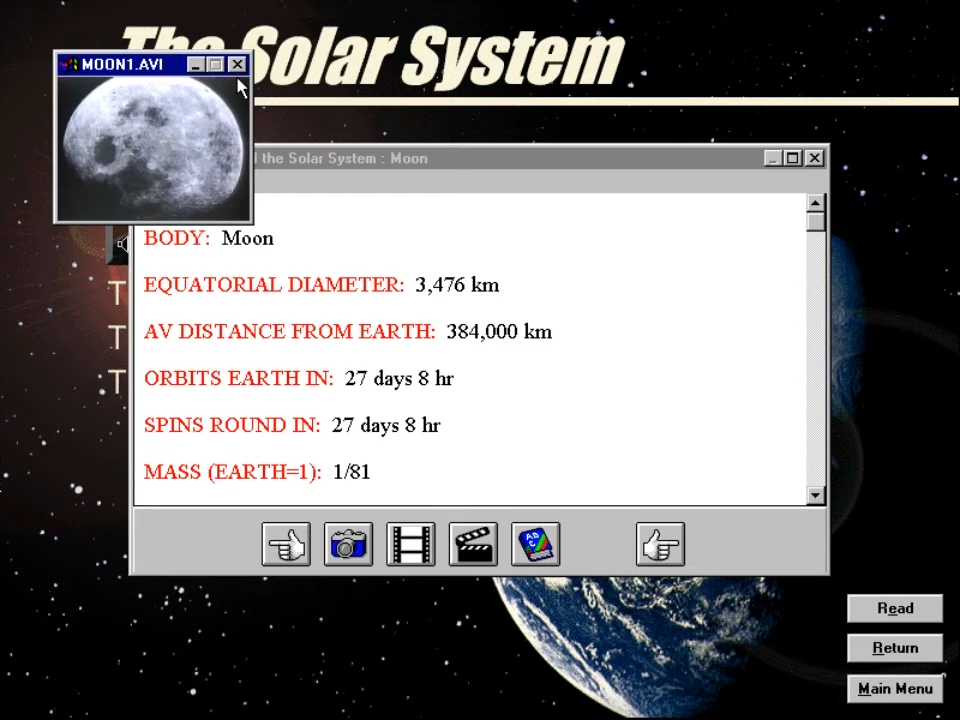 The Solar System
MOON1.AVI
the Solar System : Moon
BODY: Moon
EQUATORIAL DIAMETER: 3,476 km
AV DISTANCE FROM EARTH: 384,000 km
ORBITS EARTH IN: 27 days 8 hr
SPINS ROUND IN: 27 days 8 hr
MASS (EARTH=1): 1/81
T
T
T
ABC
Read
Return
Main Menu